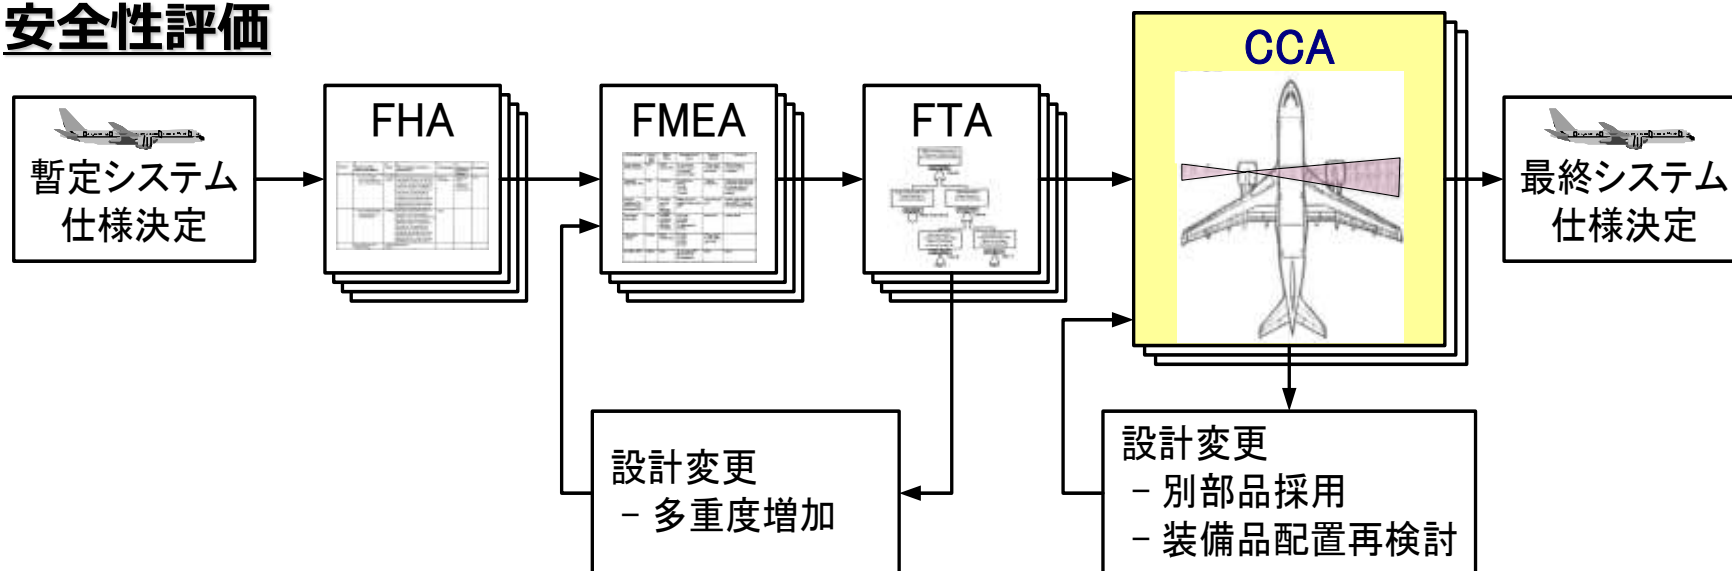 安全性評価
暫定システム
仕様決定
FHA
FMEA
FTA
CCA
最終システム
仕様決定
設計変更
- 多重度増加
設計変更
- 別部品採用
- 装備品配置再検討